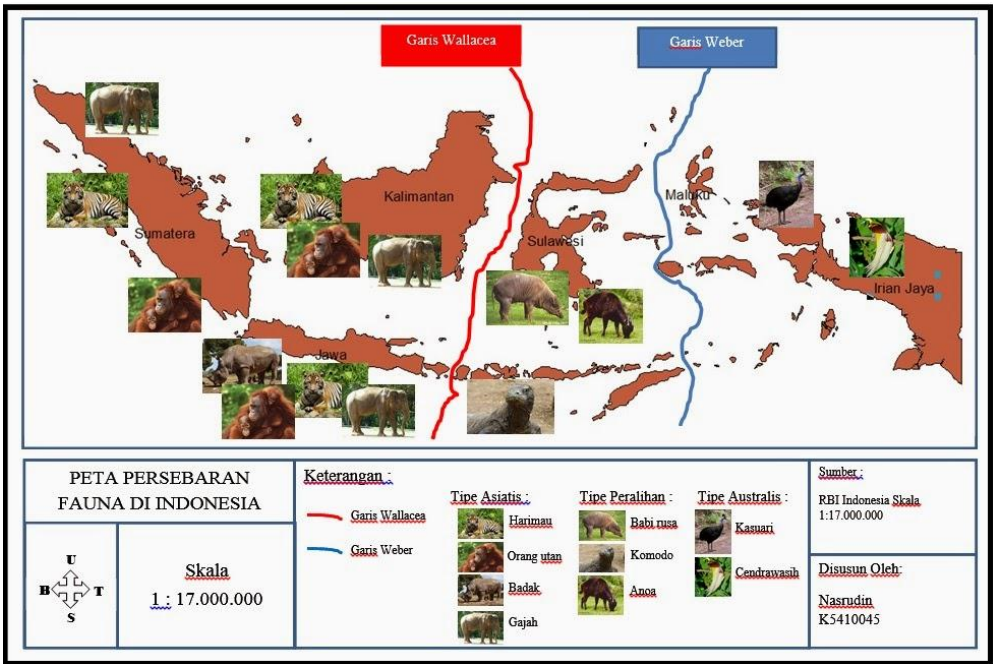 Garis Wallacea
Garis Weber
Kalimantan
Maluku
Sumatera
Sulawesi
Irian Jaya
Jawa
PETA PERSEBARAN
FAUNA DI INDONESIA
U
B
T
S
Skala
1 : 17.000.000
Keterangan :
Garis Wallacea
Garis Weber
Tipe Asiatis :
Harimau
Orang utan
Badak
Gajah
Tipe Peralihan :
Babi rusa
Komodo
Anoa
Tipe Australis :
Kasuari
Cendrawasih
Sumber :
RBI Indonesia Skala
1:17.000.000
Disusun Oleh:
Nasrudin
K5410045